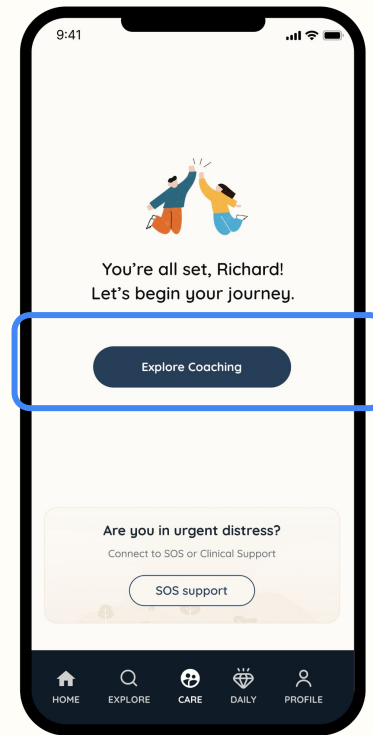 9:41
You're all set, Richard!
Let's begin your journey.
Explore Coaching
Are you in urgent distress?
Connect to SOS or Clinical Support
SOS support
HOME EXPLORE CARE DAILY PROFILE